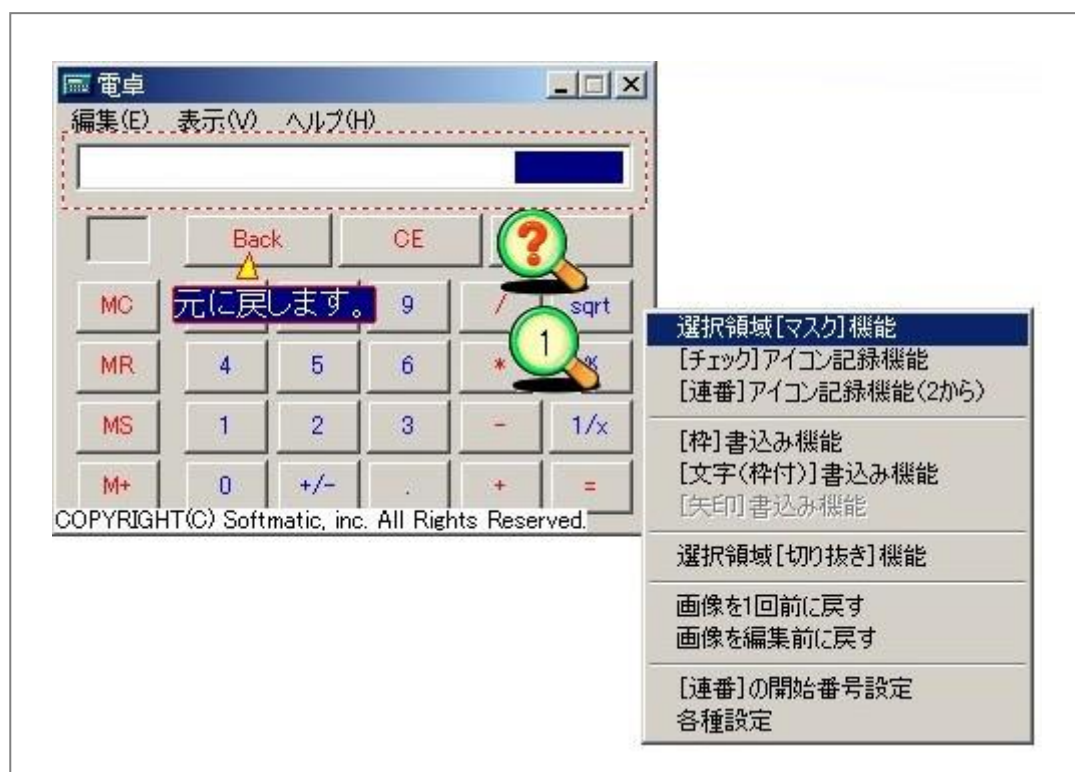 電卓
編集(E) 表示(V) ヘルプ(H)
Back CE
?
MC 元に戻します。 9 / sqrt
1
MR 4 5 6 * %
MS 1 2 3 - 1/x
M+ 0 +/- . + =
COPYRIGHT(C) Softmatic, inc. All Rights Reserved.
選択領域[マスク]機能
[チェック]アイコン記録機能
[連番]アイコン記録機能(2から)
[枠]書込み機能
[文字(枠付)]書込み機能
[矢印]書込み機能
選択領域[切り抜き]機能
画像を1回前に戻す
画像を編集前に戻す
[連番]の開始番号設定
各種設定